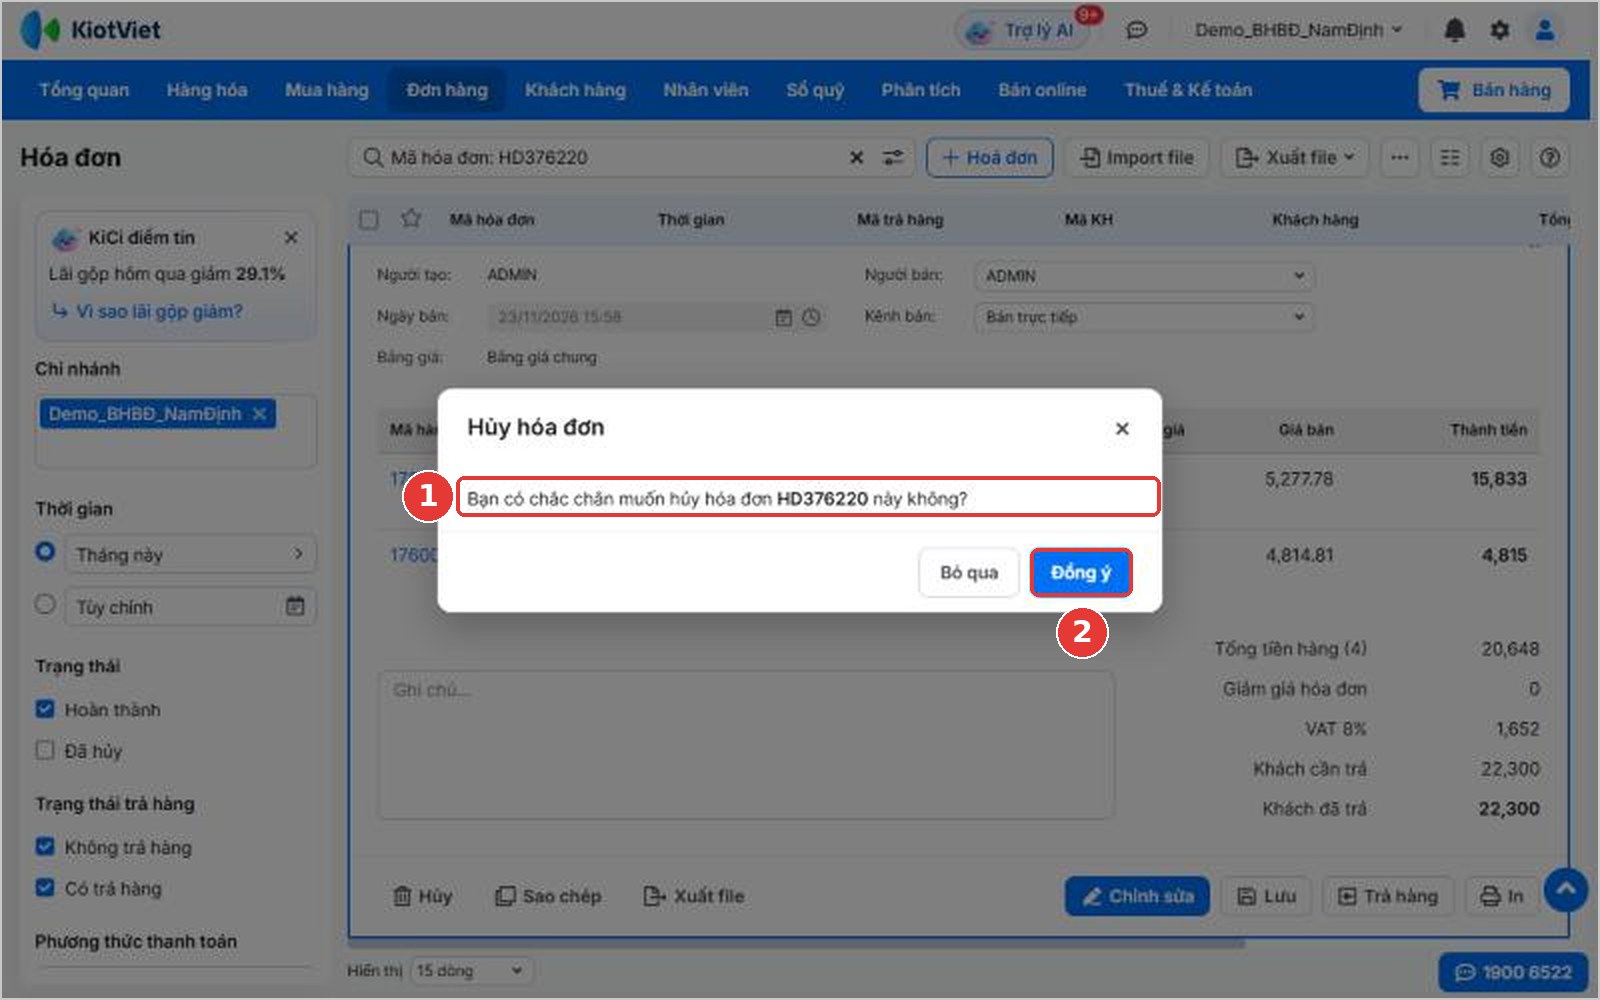 KiotViet
Trợ lý AI
9+
Demo_BHBĐ_NamĐịnh
Tổng quan
Hàng hóa
Mua hàng
Đơn hàng
Khách hàng
Nhân viên
Sổ quỹ
Phân tích
Bán online
Thuế & Kế toán
Bán hàng
Hóa đơn
Mã hóa đơn: HD376220
Hoá đơn
Import file
Xuất file
KiCi điểm tin
Lãi gộp hôm qua giảm 29.1%
Vì sao lãi gộp giảm?
Chi nhánh
Demo_BHBĐ_NamĐịnh
Thời gian
Tháng này
Tùy chỉnh
Trạng thái
Hoàn thành
Đã hủy
Trạng thái trả hàng
Không trả hàng
Có trả hàng
Phương thức thanh toán
Mã hóa đơn
Thời gian
Mã trả hàng
Mã KH
Khách hàng
Tổng
Người tạo:
ADMIN
Người bán:
ADMIN
Ngày bán:
23/11/2026 15:58
Kênh bán:
Bán trực tiếp
Bảng giá:
Bảng giá chung
Mã hàn
giá
Giá bán
Thành tiền
17
5,277.78
15,833
1760
4,814.81
4,815
Hủy hóa đơn
1
Bạn có chắc chắn muốn hủy hóa đơn HD376220 này không?
Bỏ qua
Đồng ý
2
Ghi chú...
Tổng tiền hàng (4)
20,648
Giảm giá hóa đơn
0
VAT 8%
1,652
Khách cần trả
22,300
Khách đã trả
22,300
Hủy
Sao chép
Xuất file
Chỉnh sửa
Lưu
Trả hàng
In
Hiển thị
15 dòng
1900 6522